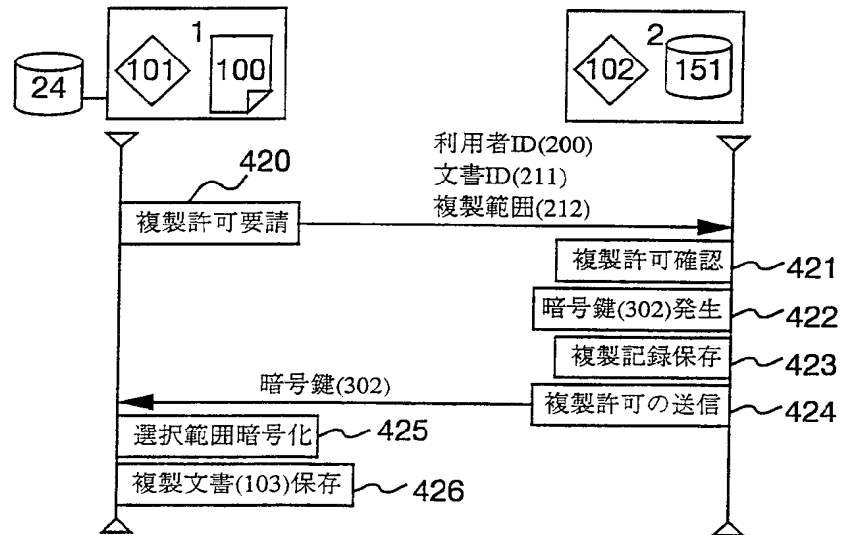 1
2
24
101
100
102
151
利用者ID(200)
文書ID(211)
複製範囲(212)
420
複製許可要請
複製許可確認
421
暗号鍵(302)発生
422
複製記録保存
423
暗号鍵(302)
複製許可の送信
424
選択範囲暗号化
425
複製文書(103)保存
426